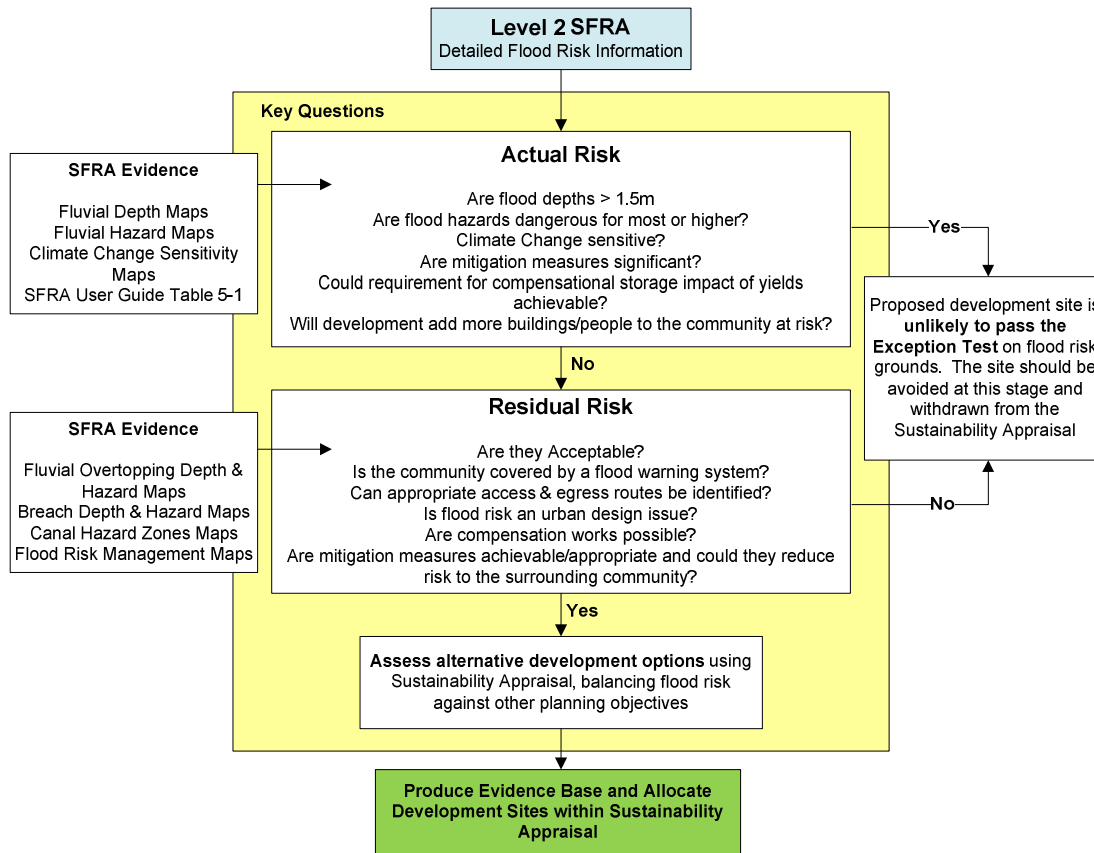 Level 2 SFRA
Detailed Flood Risk Information
Key Questions
SFRA Evidence
Fluvial Depth Maps
Fluvial Hazard Maps
Climate Change Sensitivity
Maps
SFRA User Guide Table 5-1
Actual Risk
Are flood depths > 1.5m
Are flood hazards dangerous for most or higher?
Climate Change sensitive?
Are mitigation measures significant?
Could requirement for compensational storage impact of yields
achievable?
Will development add more buildings/people to the community at risk?
Yes
Proposed development site is
unlikely to pass the
Exception Test on flood risk
grounds. The site should be
avoided at this stage and
withdrawn from the
Sustainability Appraisal
No
SFRA Evidence
Fluvial Overtopping Depth &
Hazard Maps
Breach Depth & Hazard Maps
Canal Hazard Zones Maps
Flood Risk Management Maps
Residual Risk
Are they Acceptable?
Is the community covered by a flood warning system?
Can appropriate access & egress routes be identified?
Is flood risk an urban design issue?
Are compensation works possible?
Are mitigation measures achievable/appropriate and could they reduce
risk to the surrounding community?
No
Yes
Assess alternative development options using
Sustainability Appraisal, balancing flood risk
against other planning objectives
Produce Evidence Base and Allocate
Development Sites within Sustainability
Appraisal